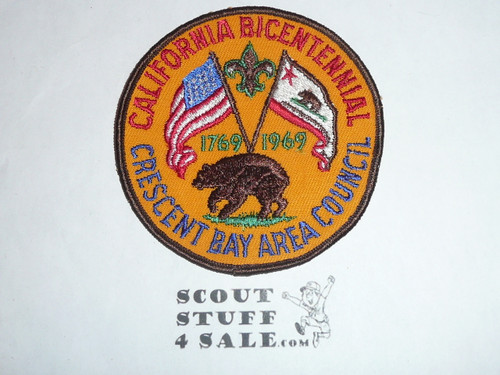 CALIFORNIA BICENTENNIAL
1769 1969
CRESCENT BAY AREA COUNCIL
SCOUT
STUFF
4 SALE.COM